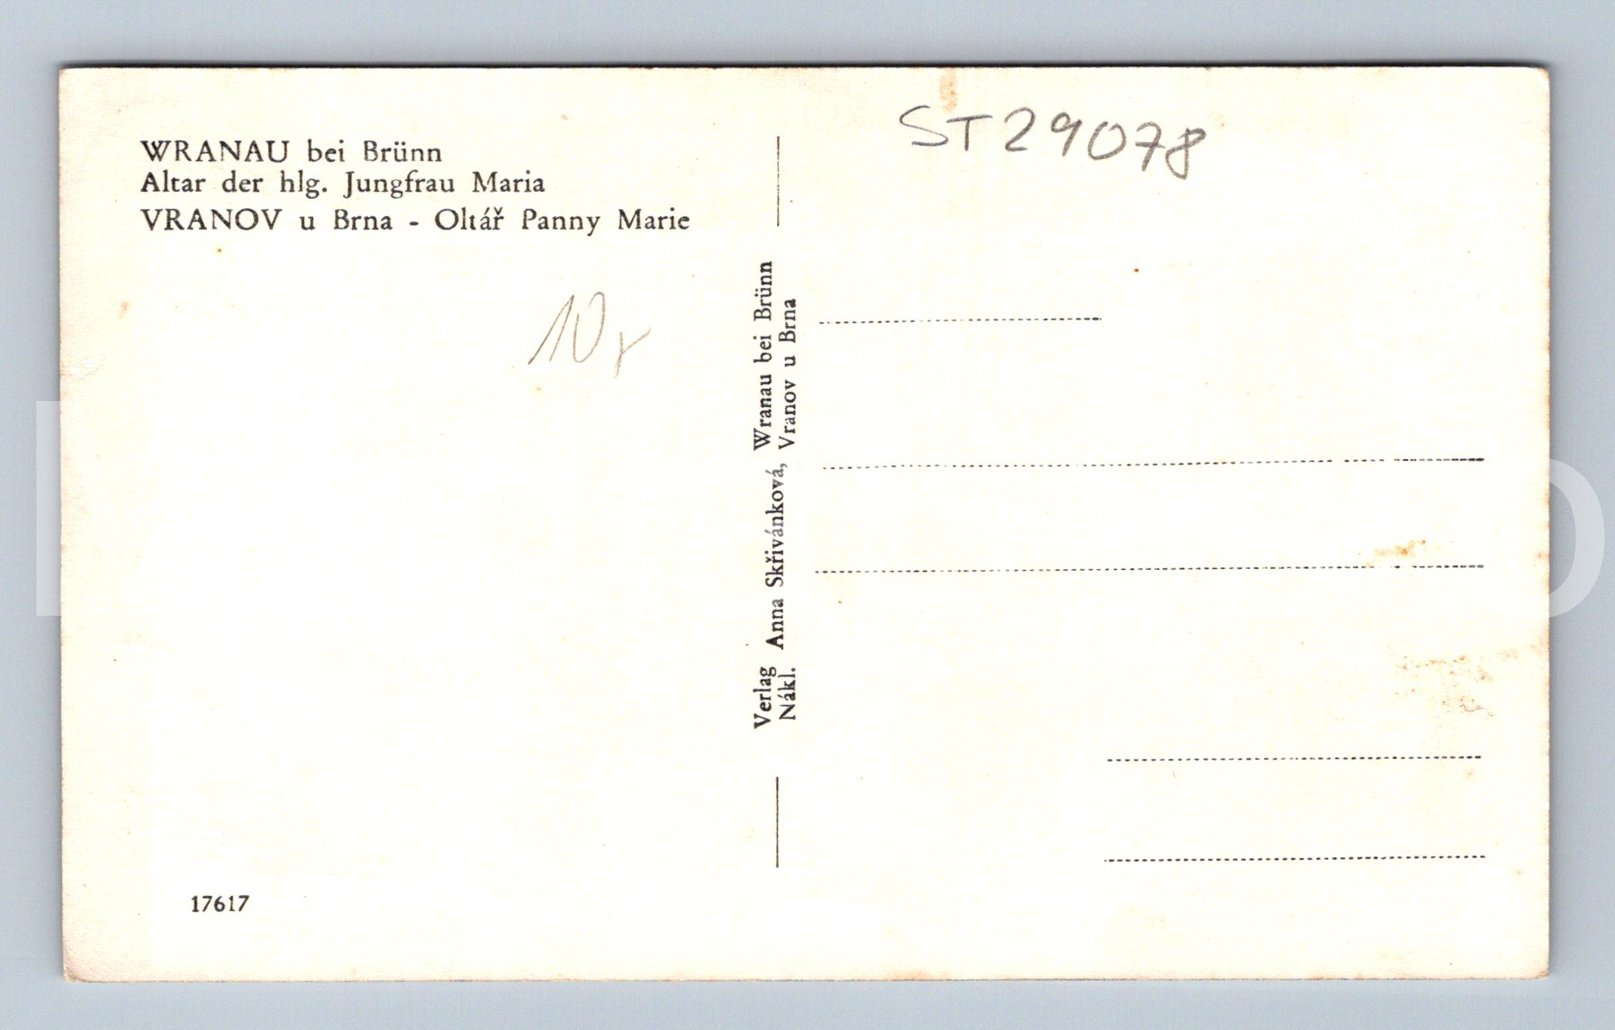 WRANAU bei Brünn
Altar der hlg. Jungfrau Maria
VRANOV u Brna - Oltář Panny Marie
ST29078
Verlag Anna Skřivánková, Wranau bei Brünn
Nákl. Vranov u Brna
17617